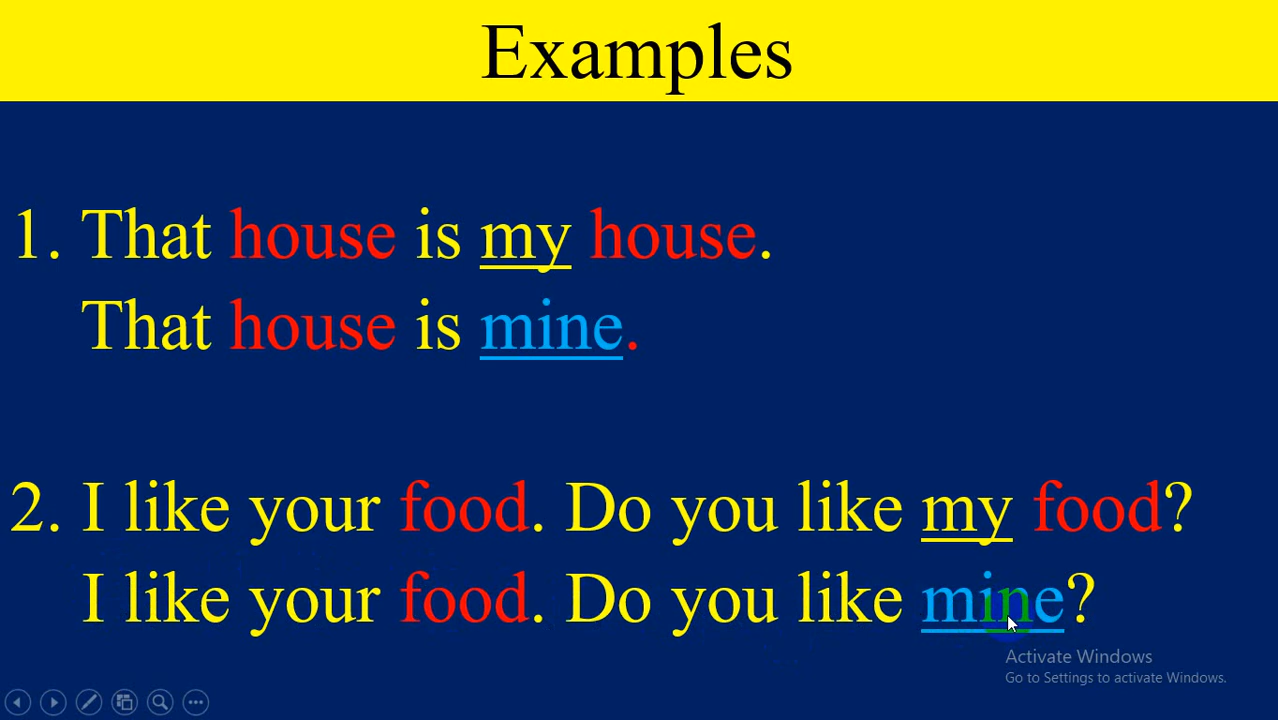 Examples
1. That house is my house.
That house is mine.
2. I like your food. Do you like my food?
I like your food. Do you like mine?
Activate Windows
Go to Settings to activate Windows.